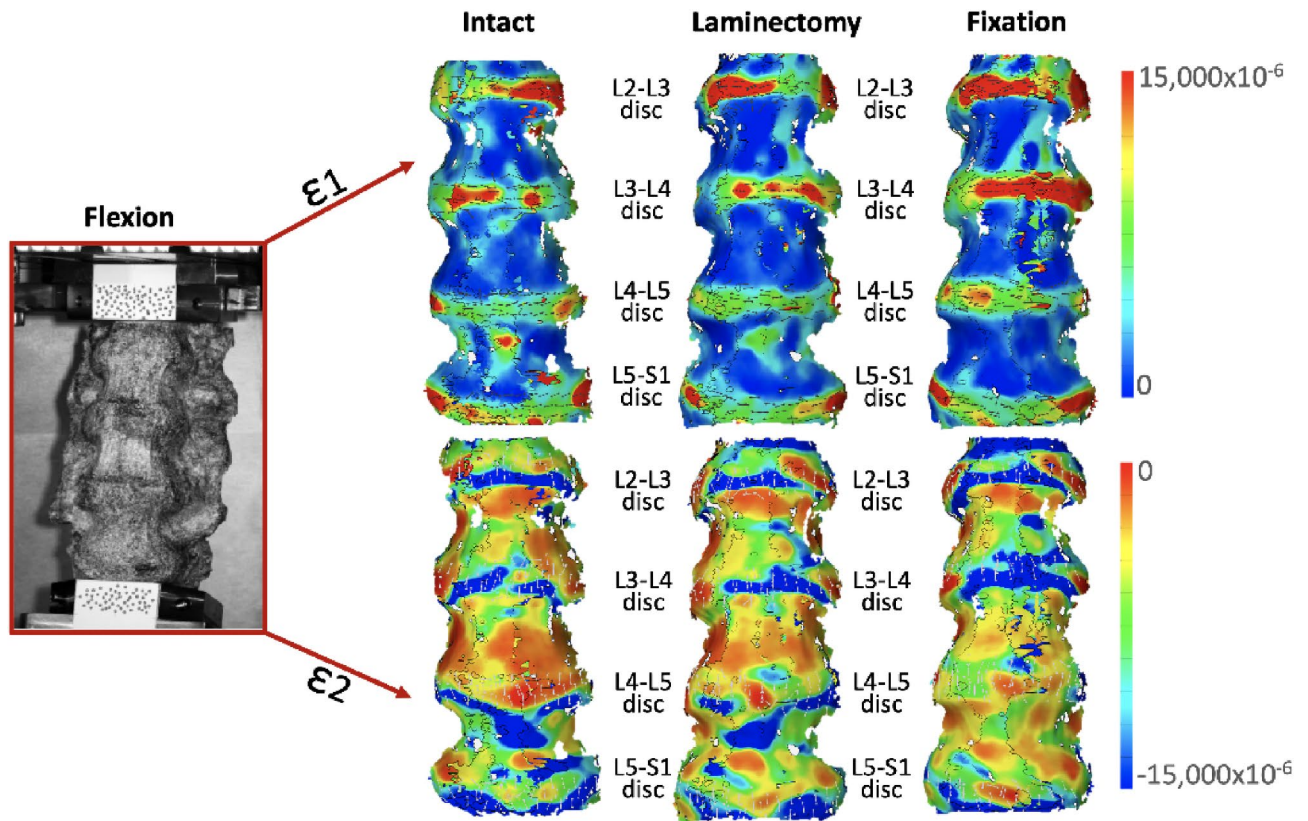 Intact
Laminectomy
Fixation
L2-L3
disc
L2-L3
disc
15,000x10⁻⁶
L3-L4
disc
L3-L4
disc
ε1
Flexion
L4-L5
disc
L4-L5
disc
L5-S1
disc
L5-S1
disc
0
L2-L3
disc
L2-L3
disc
0
L3-L4
disc
L3-L4
disc
ε2
L4-L5
disc
L4-L5
disc
L5-S1
disc
L5-S1
disc
-15,000x10⁻⁶